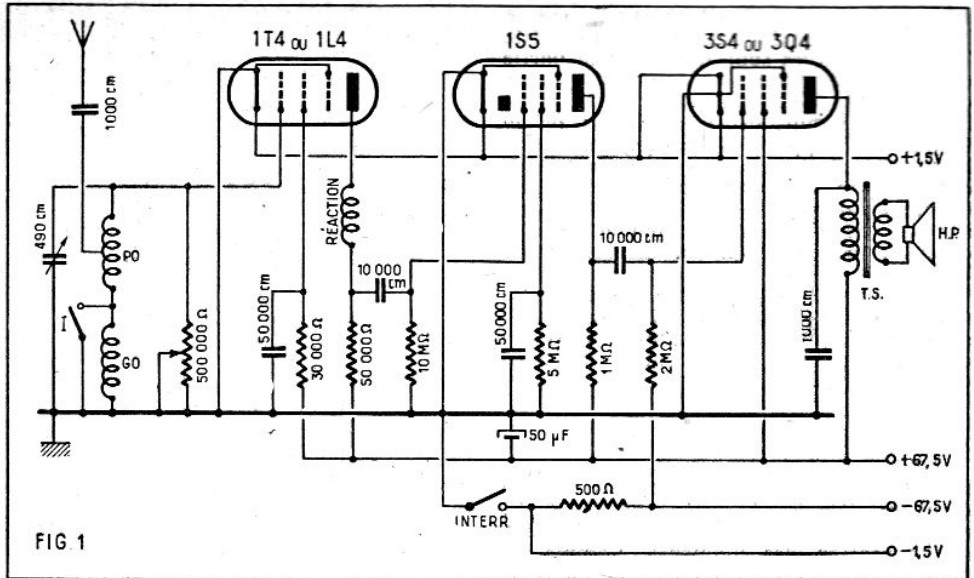 1T4 OU 1L4
1S5
3S4 OU 3Q4
1000 cm
+1,5V
490 cm
PO
RÉACTION
10 000 cm
10 000
cm
H.P.
T.S.
I
GO
500 000 Ω
50 000 cm
30 000 Ω
50 000 Ω
10 MΩ
50 000 cm
5 MΩ
1 MΩ
2 MΩ
1000 cm
50 µF
+67,5V
500 Ω
INTERR.
-67,5V
-1,5V
FIG. 1